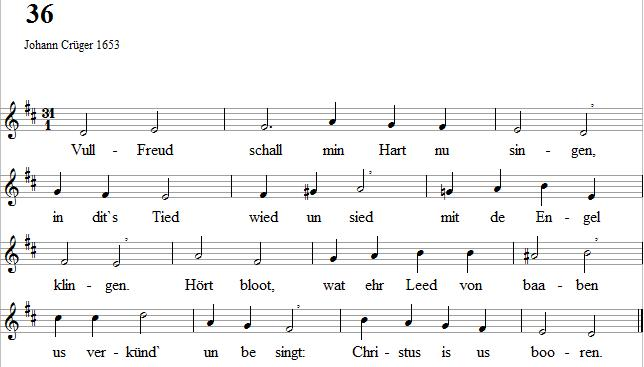 36
Johann Crüger 1653
31
1
Vull - Freud schall min Hart nu sin - gen,
in dit`s Tied wied un sied mit de En - gel
klin - gen. Hört bloot, wat ehr Leed von baa - ben
us ver - künd` un be singt: Chri - stus is us boo - ren.